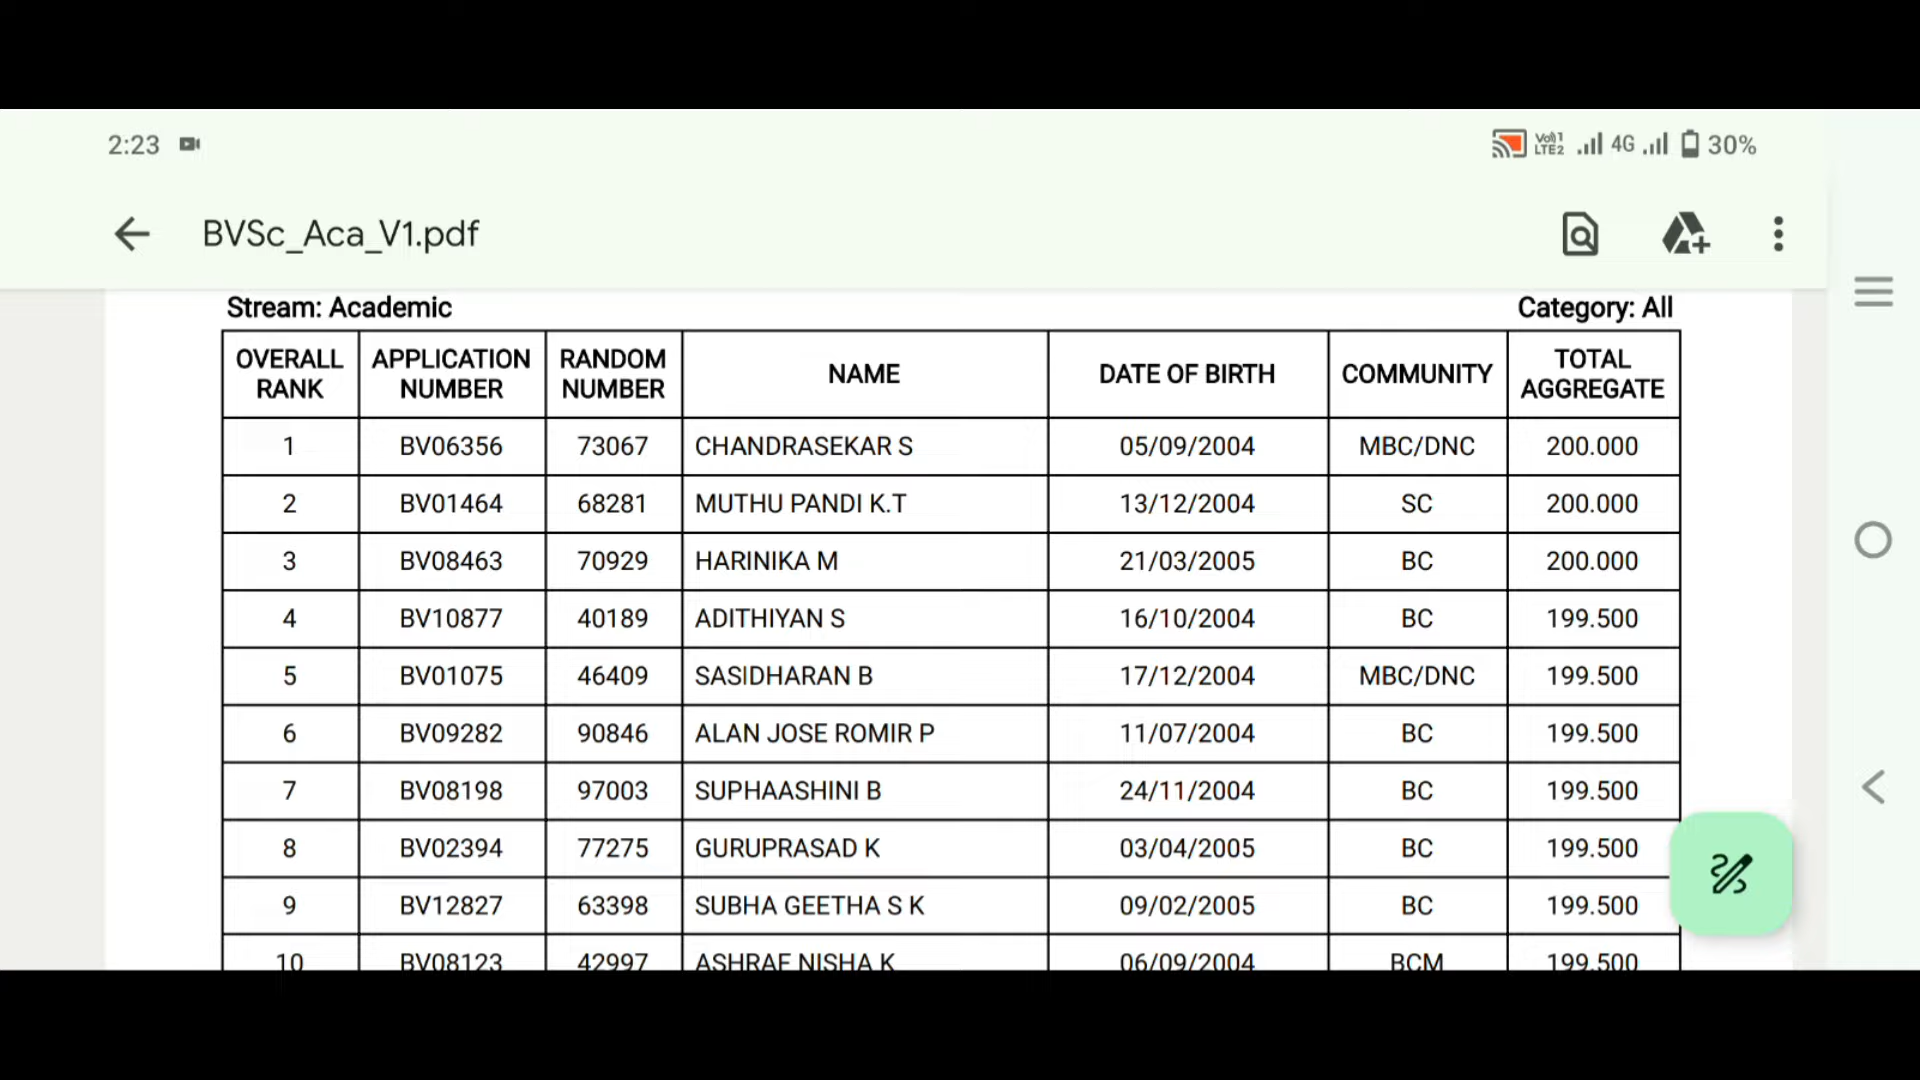 2:23 Vo))1 LTE2 4G 30%
BVSc_Aca_V1.pdf
Stream: Academic Category: All
OVERALL RANK APPLICATION NUMBER RANDOM NUMBER NAME DATE OF BIRTH COMMUNITY TOTAL AGGREGATE
1 BV06356 73067 CHANDRASEKAR S 05/09/2004 MBC/DNC 200.000
2 BV01464 68281 MUTHU PANDI K.T 13/12/2004 SC 200.000
3 BV08463 70929 HARINIKA M 21/03/2005 BC 200.000
4 BV10877 40189 ADITHIYAN S 16/10/2004 BC 199.500
5 BV01075 46409 SASIDHARAN B 17/12/2004 MBC/DNC 199.500
6 BV09282 90846 ALAN JOSE ROMIR P 11/07/2004 BC 199.500
7 BV08198 97003 SUPHAASHINI B 24/11/2004 BC 199.500
8 BV02394 77275 GURUPRASAD K 03/04/2005 BC 199.500
9 BV12827 63398 SUBHA GEETHA S K 09/02/2005 BC 199.500
10 BV08123 42997 ASHRAF NISHA K 06/09/2004 BCM 199.500